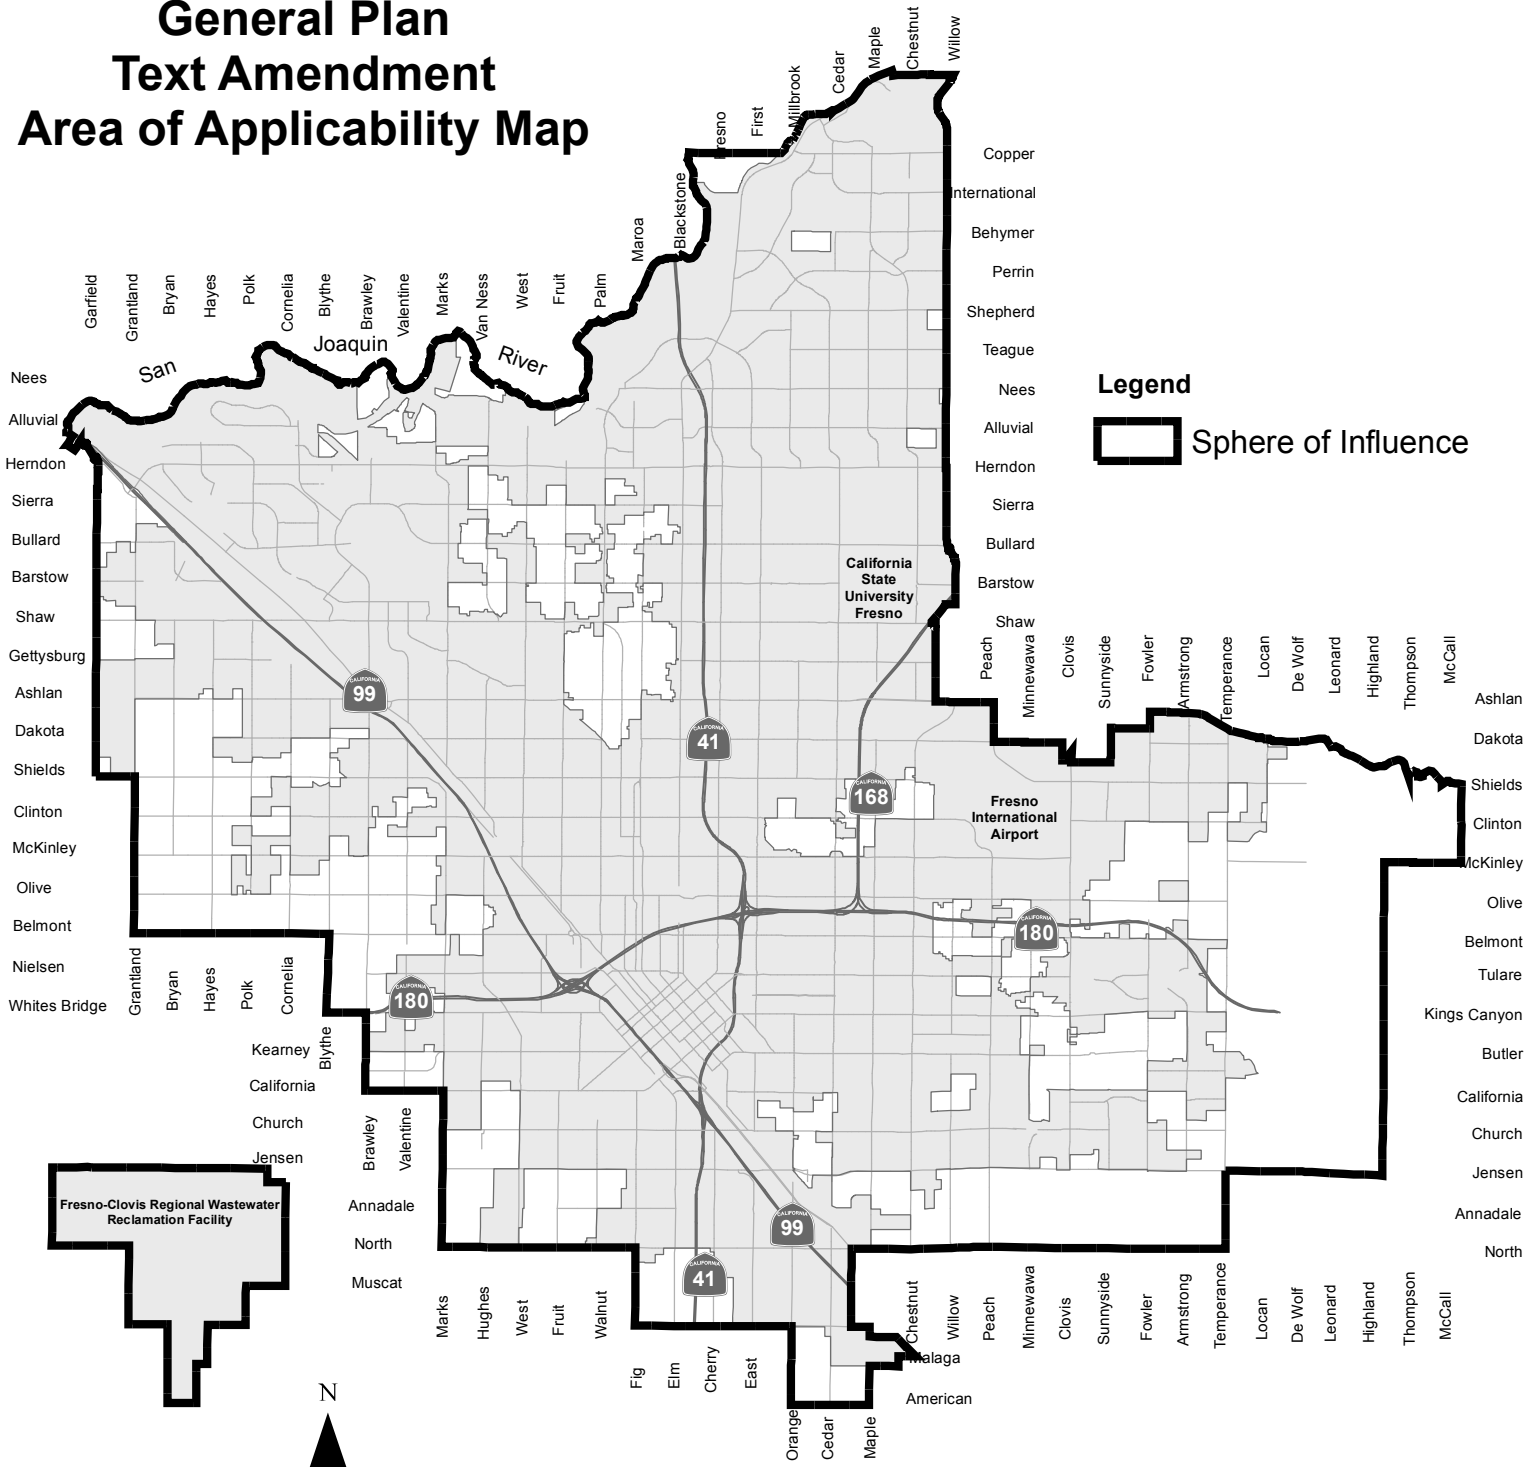 General Plan
Text Amendment
Area of Applicability Map
Garfield
Grantland
Bryan
Hayes
Polk
Cornelia
Blythe
Brawley
Valentine
Marks
Van Ness
West
Fruit
Palm
Maroa
Blackstone
Fresno
First
Millbrook
Cedar
Maple
Chestnut
Willow
San
Joaquin
River
Copper
International
Behymer
Perrin
Shepherd
Teague
Nees
Alluvial
Herndon
Sierra
Bullard
Barstow
Shaw
Legend
Sphere of Influence
Nees
Alluvial
Herndon
Sierra
Bullard
Barstow
Shaw
Gettysburg
Ashlan
Dakota
Shields
Clinton
McKinley
Olive
Belmont
Nielsen
Whites Bridge
California
State
University
Fresno
Peach
Minnewawa
Clovis
Sunnyside
Fowler
Armstrong
Temperance
Locan
De Wolf
Leonard
Highland
Thompson
McCall
Ashlan
Dakota
Shields
Clinton
McKinley
Olive
Belmont
Tulare
Kings Canyon
Butler
California
Church
Jensen
Annadale
North
CALIFORNIA
99
CALIFORNIA
41
CALIFORNIA
168
Fresno
International
Airport
CALIFORNIA
180
CALIFORNIA
180
Grantland
Bryan
Hayes
Polk
Cornelia
Blythe
Kearney
California
Church
Jensen
Brawley
Valentine
Annadale
North
Muscat
Fresno-Clovis Regional Wastewater
Reclamation Facility
CALIFORNIA
99
CALIFORNIA
41
Marks
Hughes
West
Fruit
Walnut
Fig
Elm
Cherry
East
Orange
Cedar
Maple
Chestnut
Willow
Peach
Minnewawa
Clovis
Sunnyside
Fowler
Armstrong
Temperance
Locan
De Wolf
Leonard
Highland
Thompson
McCall
Malaga
American
N